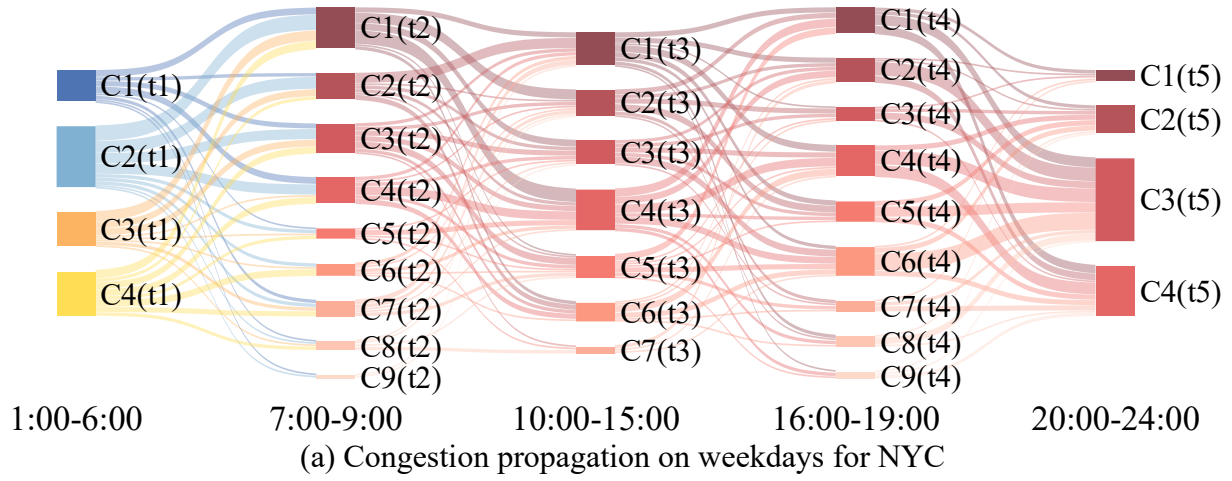 C1(t1)
C2(t1)
C3(t1)
C4(t1)
C1(t2)
C2(t2)
C3(t2)
C4(t2)
C5(t2)
C6(t2)
C7(t2)
C8(t2)
C9(t2)
C1(t3)
C2(t3)
C3(t3)
C4(t3)
C5(t3)
C6(t3)
C7(t3)
C1(t4)
C2(t4)
C3(t4)
C4(t4)
C5(t4)
C6(t4)
C7(t4)
C8(t4)
C9(t4)
C1(t5)
C2(t5)
C3(t5)
C4(t5)
1:00-6:00 7:00-9:00 10:00-15:00 16:00-19:00 20:00-24:00
(a) Congestion propagation on weekdays for NYC